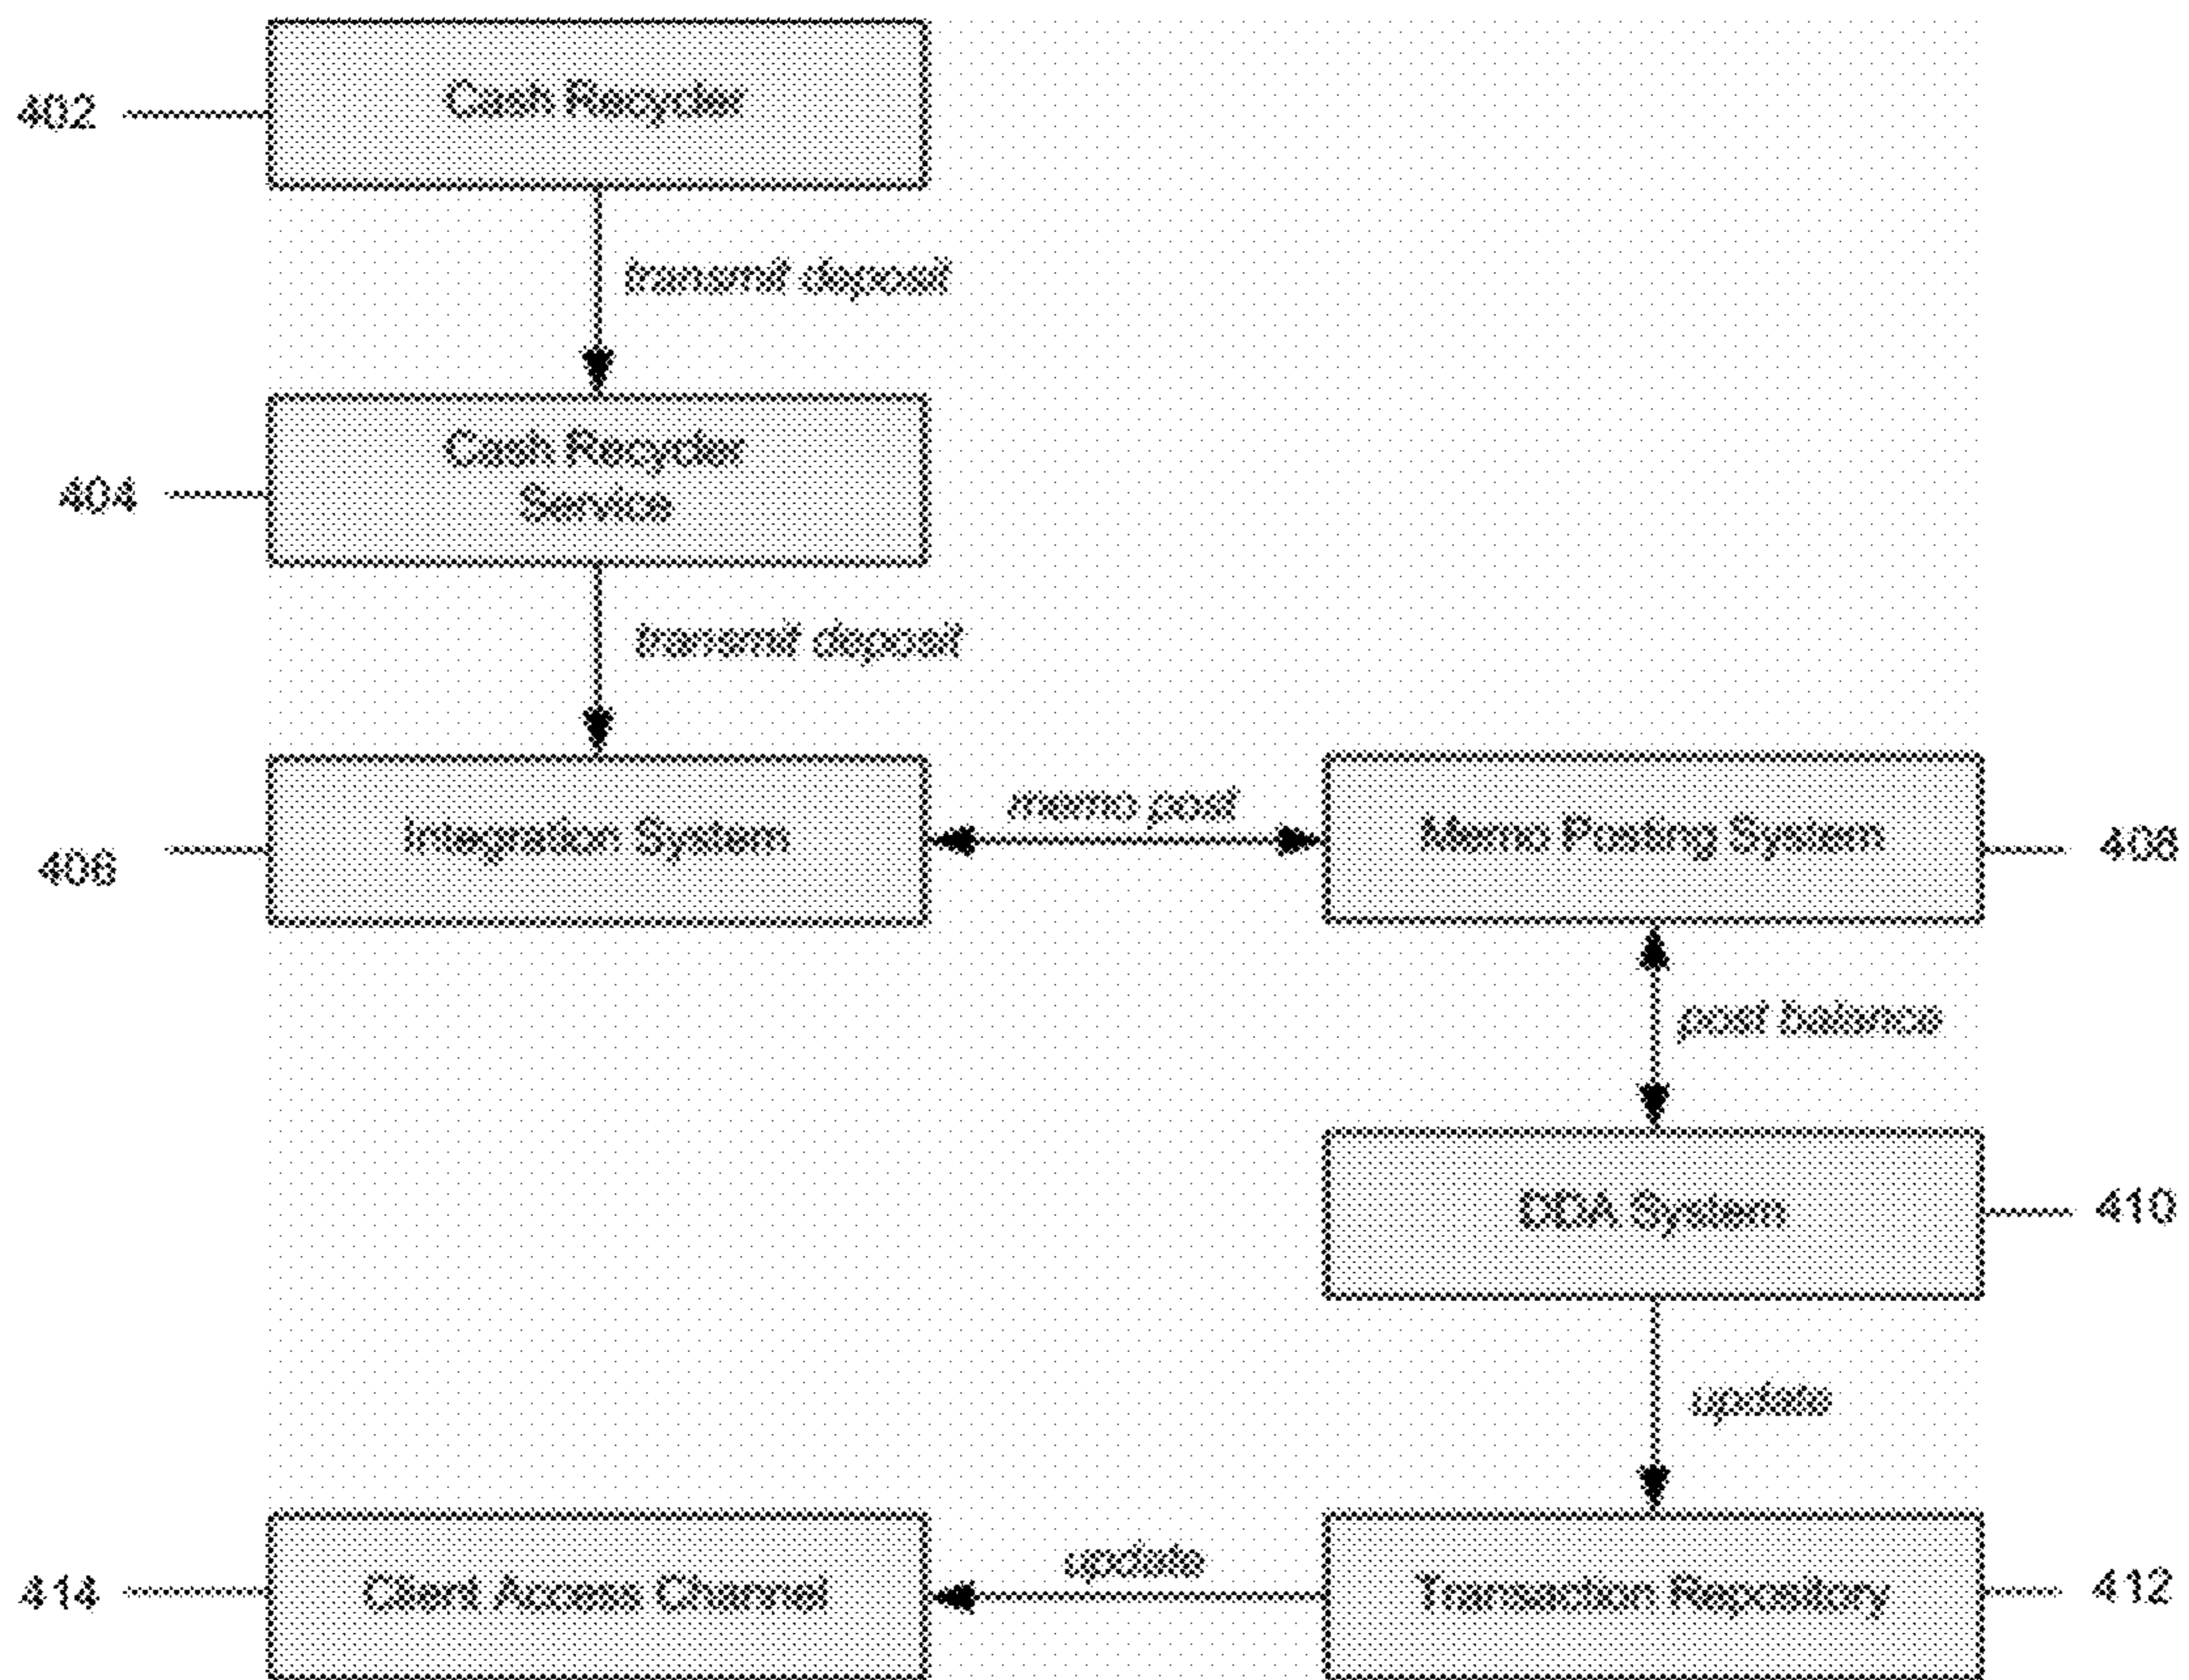 402
Cash Recycler
transmit deposit
404
Cash Recycler
Service
transmit deposit
406
Integration System
memo post
Memo Posting System
408
post balance
DDA System
410
update
414
Client Access Channel
update
Transaction Repository
412